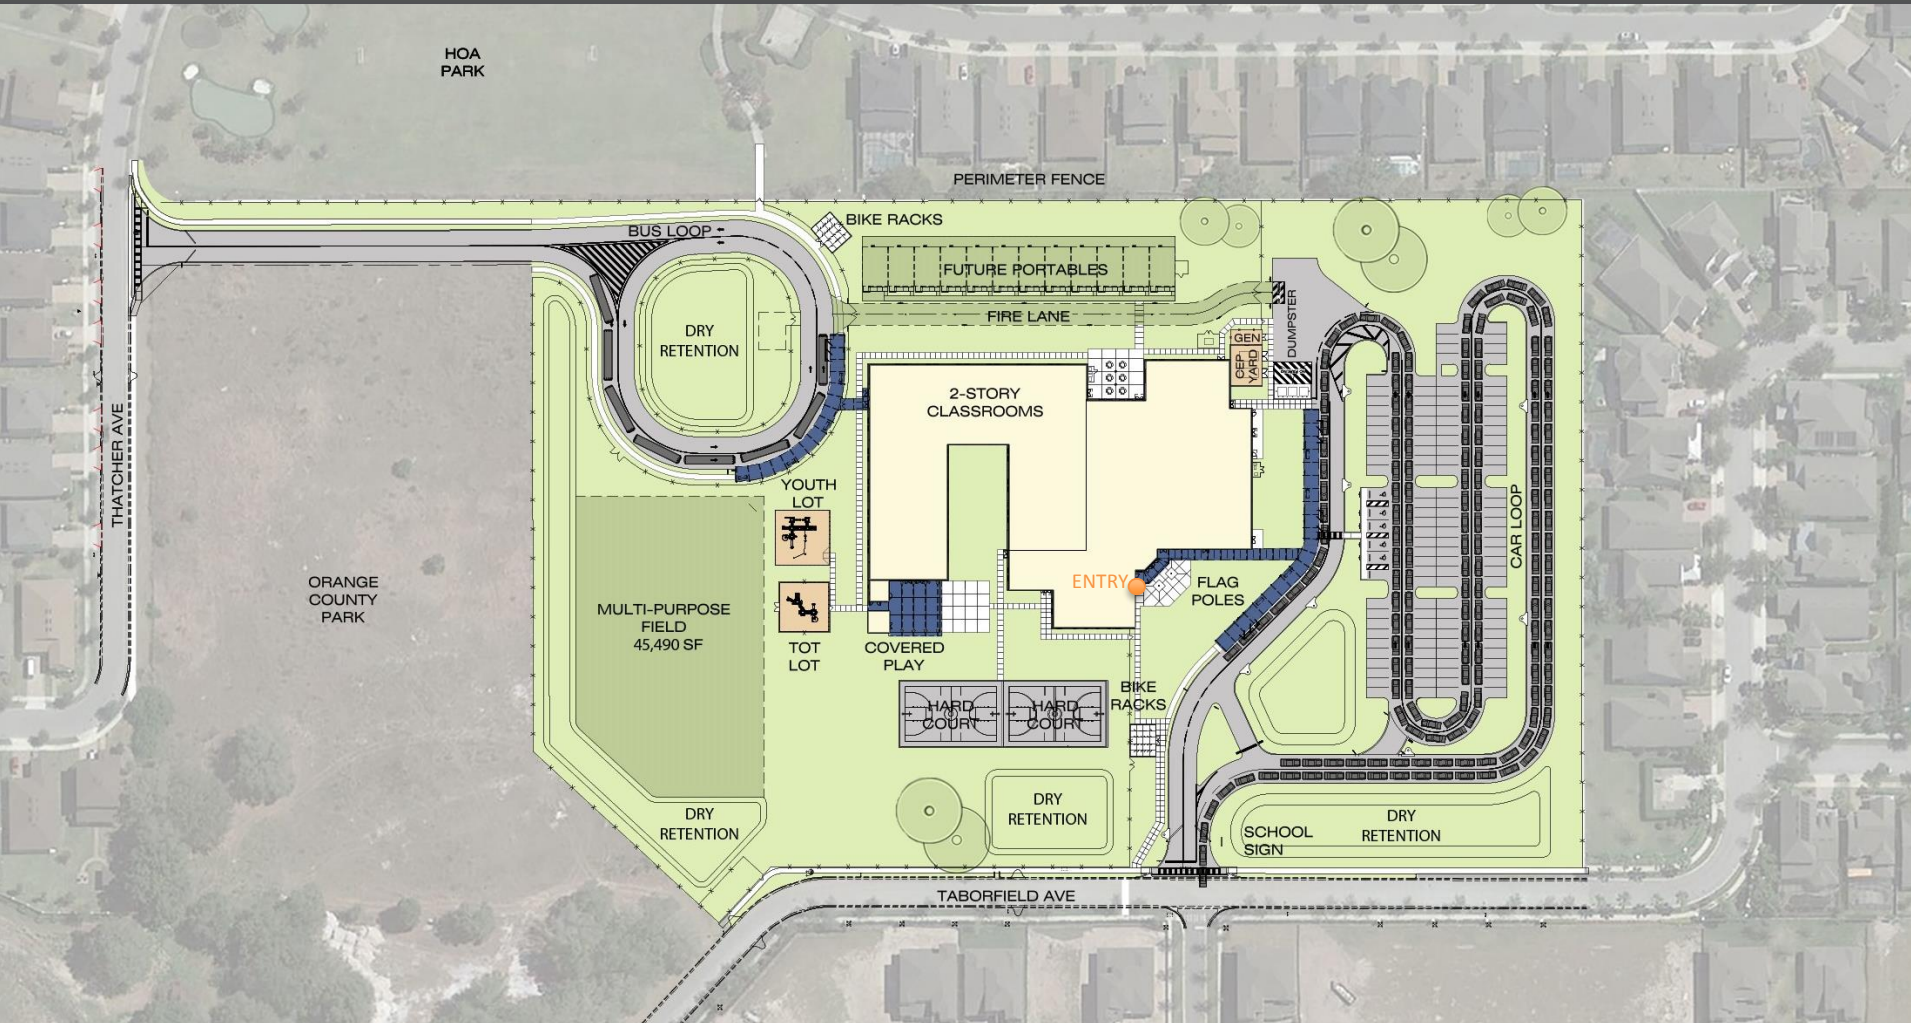 HOA
PARK
PERIMETER FENCE
BIKE RACKS
BUS LOOP
FUTURE PORTABLES
FIRE LANE
DUMPSTER
GEN
CEP
YARD
DRY
RETENTION
2-STORY
CLASSROOMS
THATCHER AVE
YOUTH
LOT
CAR LOOP
ORANGE
COUNTY
PARK
MULTI-PURPOSE
FIELD
45,490 SF
ENTRY
FLAG
POLES
TOT
LOT
COVERED
PLAY
BIKE
RACKS
HARD
COURT
HARD
COURT
DRY
RETENTION
DRY
RETENTION
SCHOOL
SIGN
DRY
RETENTION
TABORFIELD AVE